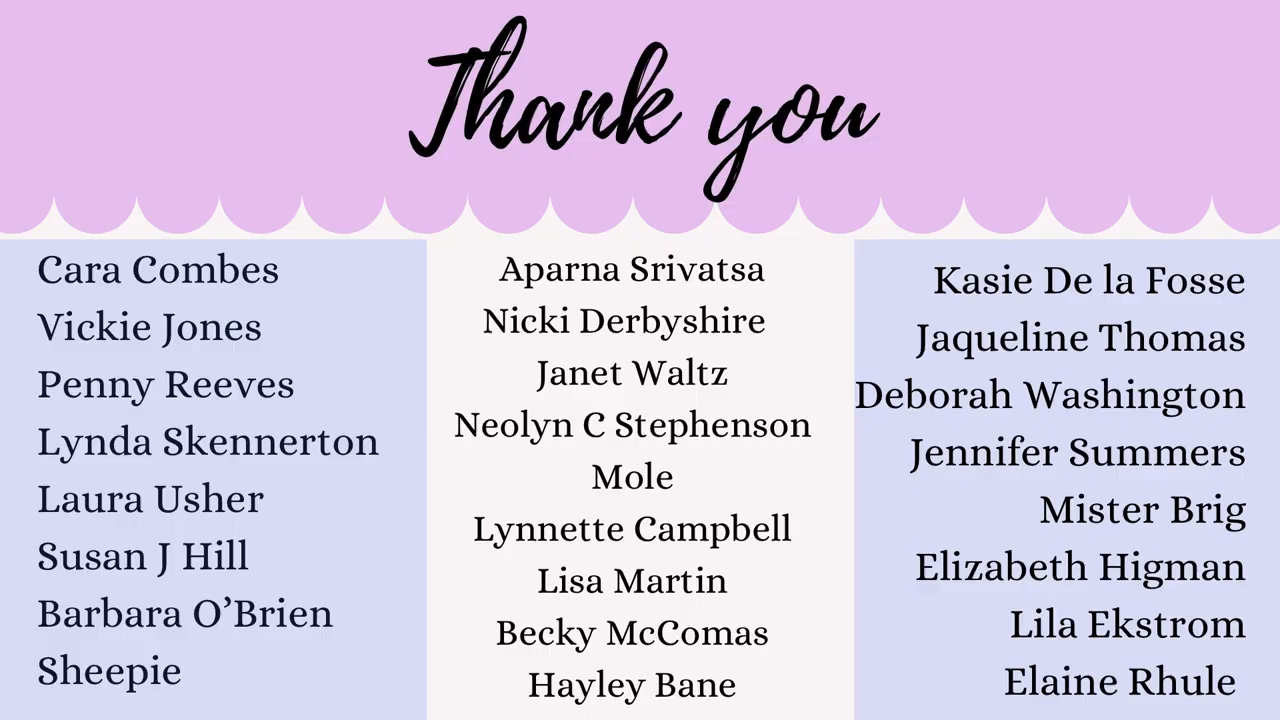 Thank you
Cara Combes
Vickie Jones
Penny Reeves
Lynda Skennerton
Laura Usher
Susan J Hill
Barbara O’Brien
Sheepie
Aparna Srivatsa
Nicki Derbyshire
Janet Waltz
Neolyn C Stephenson
Mole
Lynnette Campbell
Lisa Martin
Becky McComas
Hayley Bane
Kasie De la Fosse
Jaqueline Thomas
Deborah Washington
Jennifer Summers
Mister Brig
Elizabeth Higman
Lila Ekstrom
Elaine Rhule